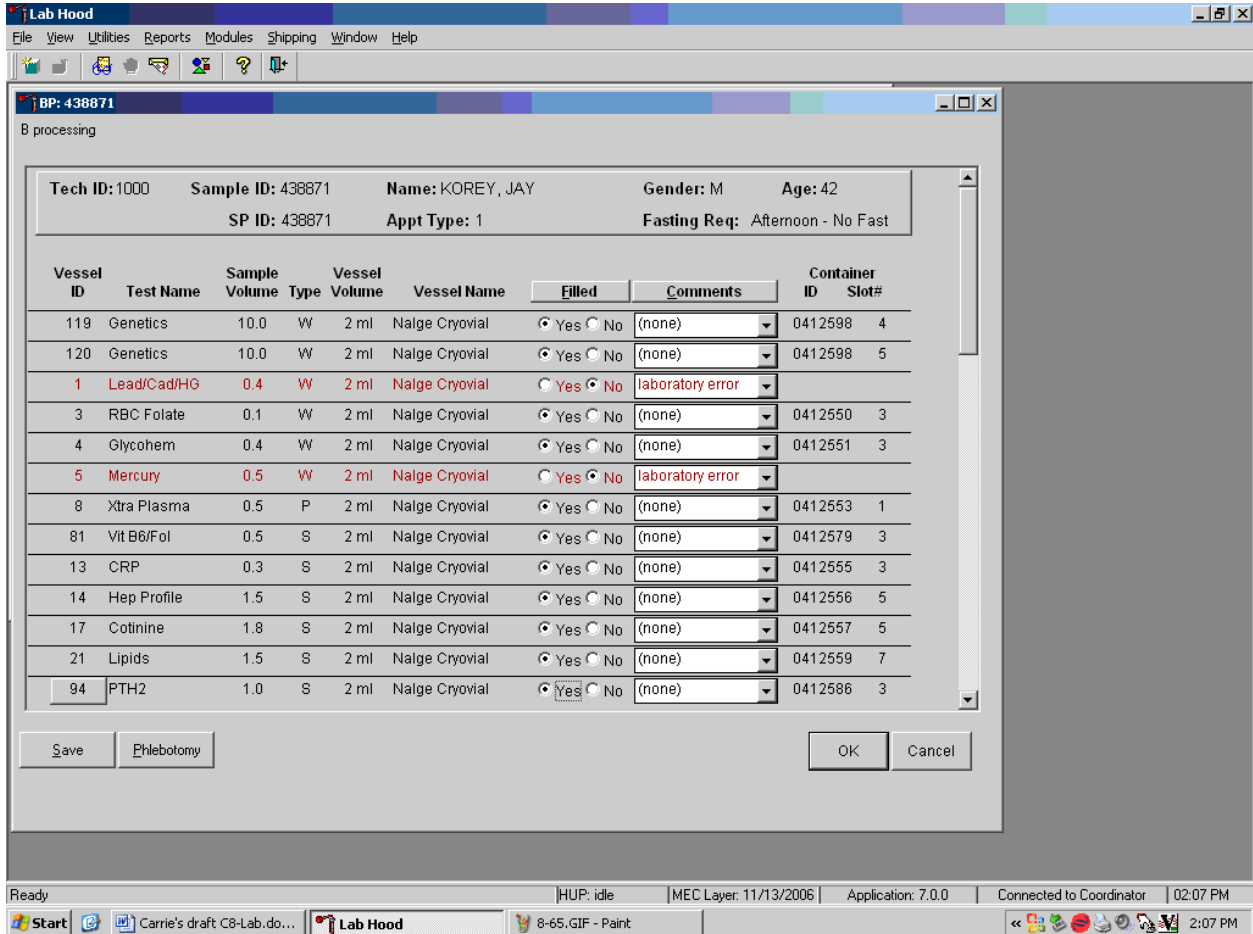 Lab Hood
File View Utilities Reports Modules Shipping Window Help
BP: 438871
B processing
Tech ID: 1000 Sample ID: 438871 Name: KOREY, JAY Gender: M Age: 42
SP ID: 438871 Appt Type: 1 Fasting Req: Afternoon - No Fast
Vessel Sample Vessel Container
ID Test Name Volume Type Volume Vessel Name Filled Comments ID Slot#
119 Genetics 10.0 W 2 ml Nalge Cryovial Yes No (none) 0412598 4
120 Genetics 10.0 W 2 ml Nalge Cryovial Yes No (none) 0412598 5
1 Lead/Cad/HG 0.4 W 2 ml Nalge Cryovial Yes No laboratory error
3 RBC Folate 0.1 W 2 ml Nalge Cryovial Yes No (none) 0412550 3
4 Glycohem 0.4 W 2 ml Nalge Cryovial Yes No (none) 0412551 3
5 Mercury 0.5 W 2 ml Nalge Cryovial Yes No laboratory error
8 Xtra Plasma 0.5 P 2 ml Nalge Cryovial Yes No (none) 0412553 1
81 Vit B6/Fol 0.5 S 2 ml Nalge Cryovial Yes No (none) 0412579 3
13 CRP 0.3 S 2 ml Nalge Cryovial Yes No (none) 0412555 3
14 Hep Profile 1.5 S 2 ml Nalge Cryovial Yes No (none) 0412556 5
17 Cotinine 1.8 S 2 ml Nalge Cryovial Yes No (none) 0412557 5
21 Lipids 1.5 S 2 ml Nalge Cryovial Yes No (none) 0412559 7
94 PTH2 1.0 S 2 ml Nalge Cryovial Yes No (none) 0412586 3
Save Phlebotomy OK Cancel
Ready HUP: idle MEC Layer: 11/13/2006 Application: 7.0.0 Connected to Coordinator 02:07 PM
Start Carrie's draft C8-Lab.do... Lab Hood 8-65.GIF - Paint 2:07 PM